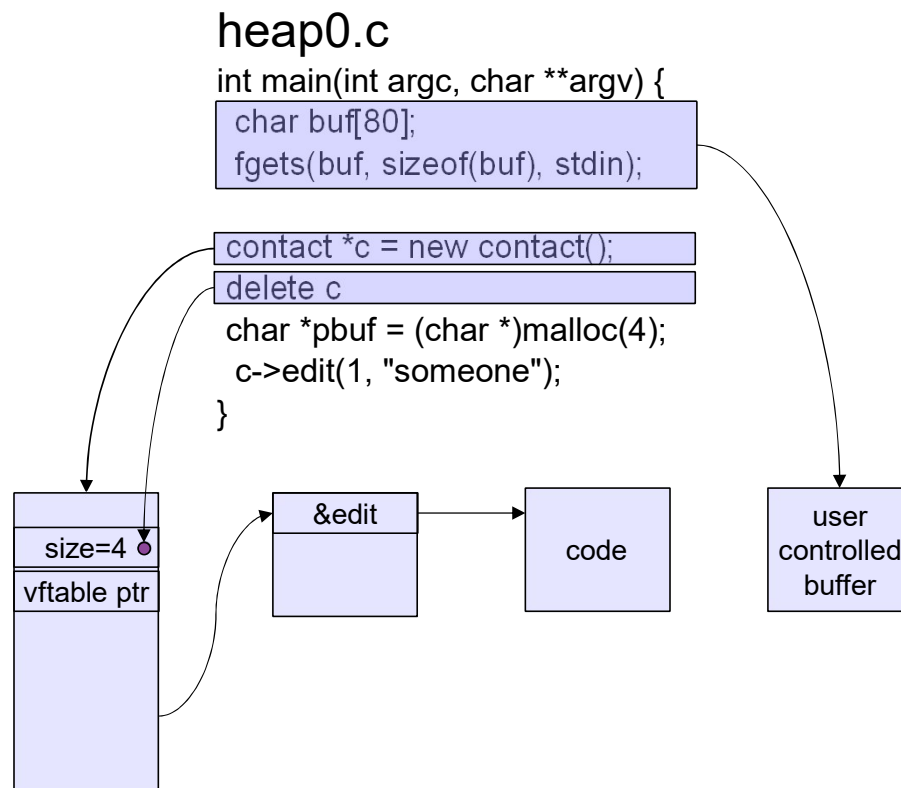 heap0.c
int main(int argc, char **argv) {
char buf[80];
fgets(buf, sizeof(buf), stdin);
contact *c = new contact();
delete c
char *pbuf = (char *)malloc(4);
c->edit(1, "someone");
}
size=4
vftable ptr
&edit
code
user
controlled
buffer